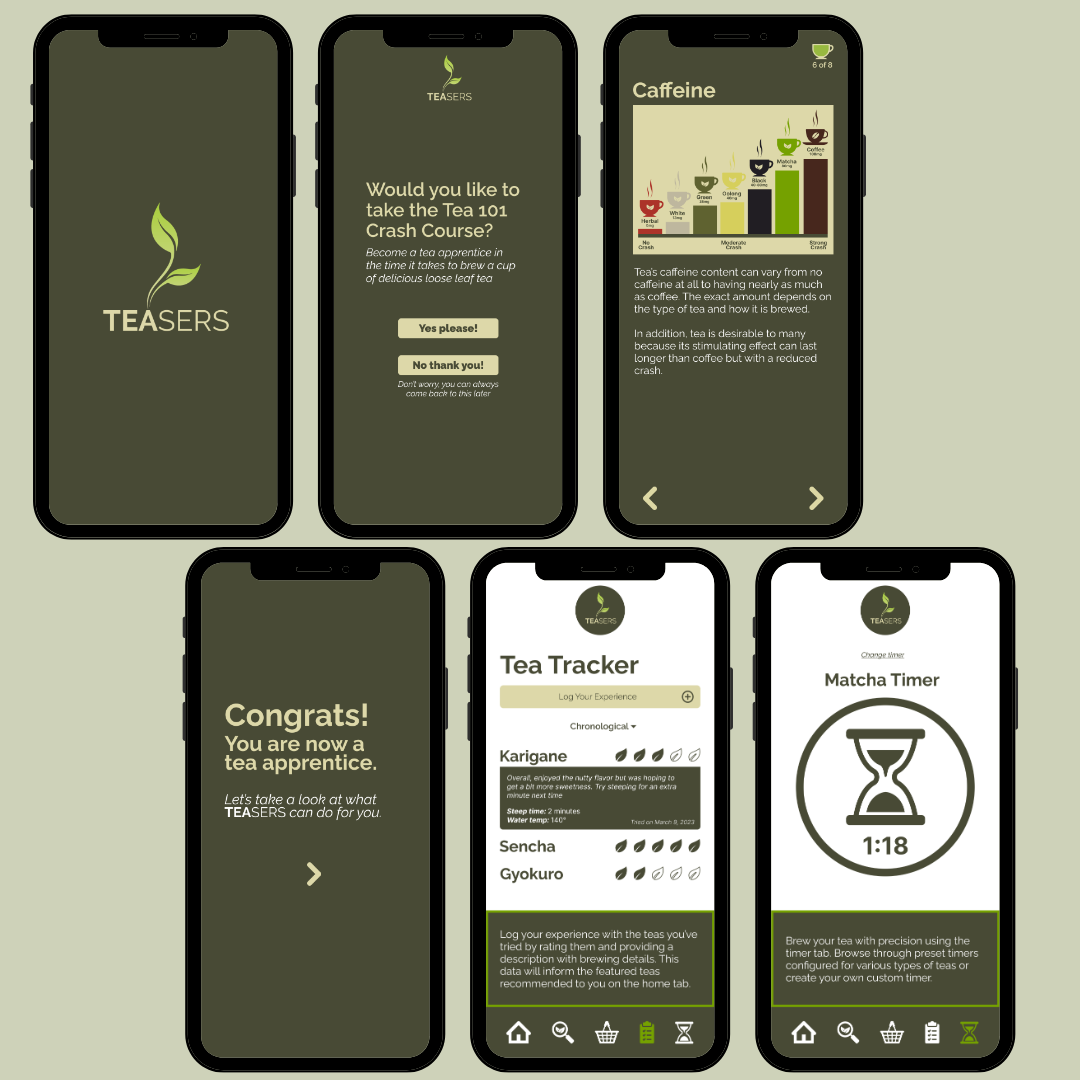 TEASERS
TEASERS
Would you like to
take the Tea 101
Crash Course?
Become a tea apprentice in
the time it takes to brew a cup
of delicious loose leaf tea
Yes please!
No thank you!
Don't worry, you can always
come back to this later
6 of 8
Caffeine
Herbal
0mg
White
Green
Oolong
Black
Matcha
Coffee
No
Crash
Moderate
Crash
Strong
Crash
Tea's caffeine content can vary from no
caffeine at all to having nearly as much
as coffee. The exact amount depends on
the type of tea and how it is brewed.
In addition, tea is desirable to many
because its stimulating effect can last
longer than coffee but with a reduced
crash.
Congrats!
You are now a
tea apprentice.
Let's take a look at what
TEASERS can do for you.
TEASERS
Tea Tracker
Log Your Experience
Chronological
Karigane
Overall, enjoyed the nutty flavor but was hoping to
get a bit more sweetness. Try steeping for an extra
minute next time
Steep time: 2 minutes
Water temp: 140°
Tried on March 8, 2023
Sencha
Gyokuro
Log your experience with the teas you've
tried by rating them and providing a
description with brewing details. This
data will inform the featured teas
recommended to you on the home tab.
TEASERS
Change timer
Matcha Timer
1:18
Brew your tea with precision using the
timer tab. Browse through preset timers
configured for various types of teas or
create your own custom timer.